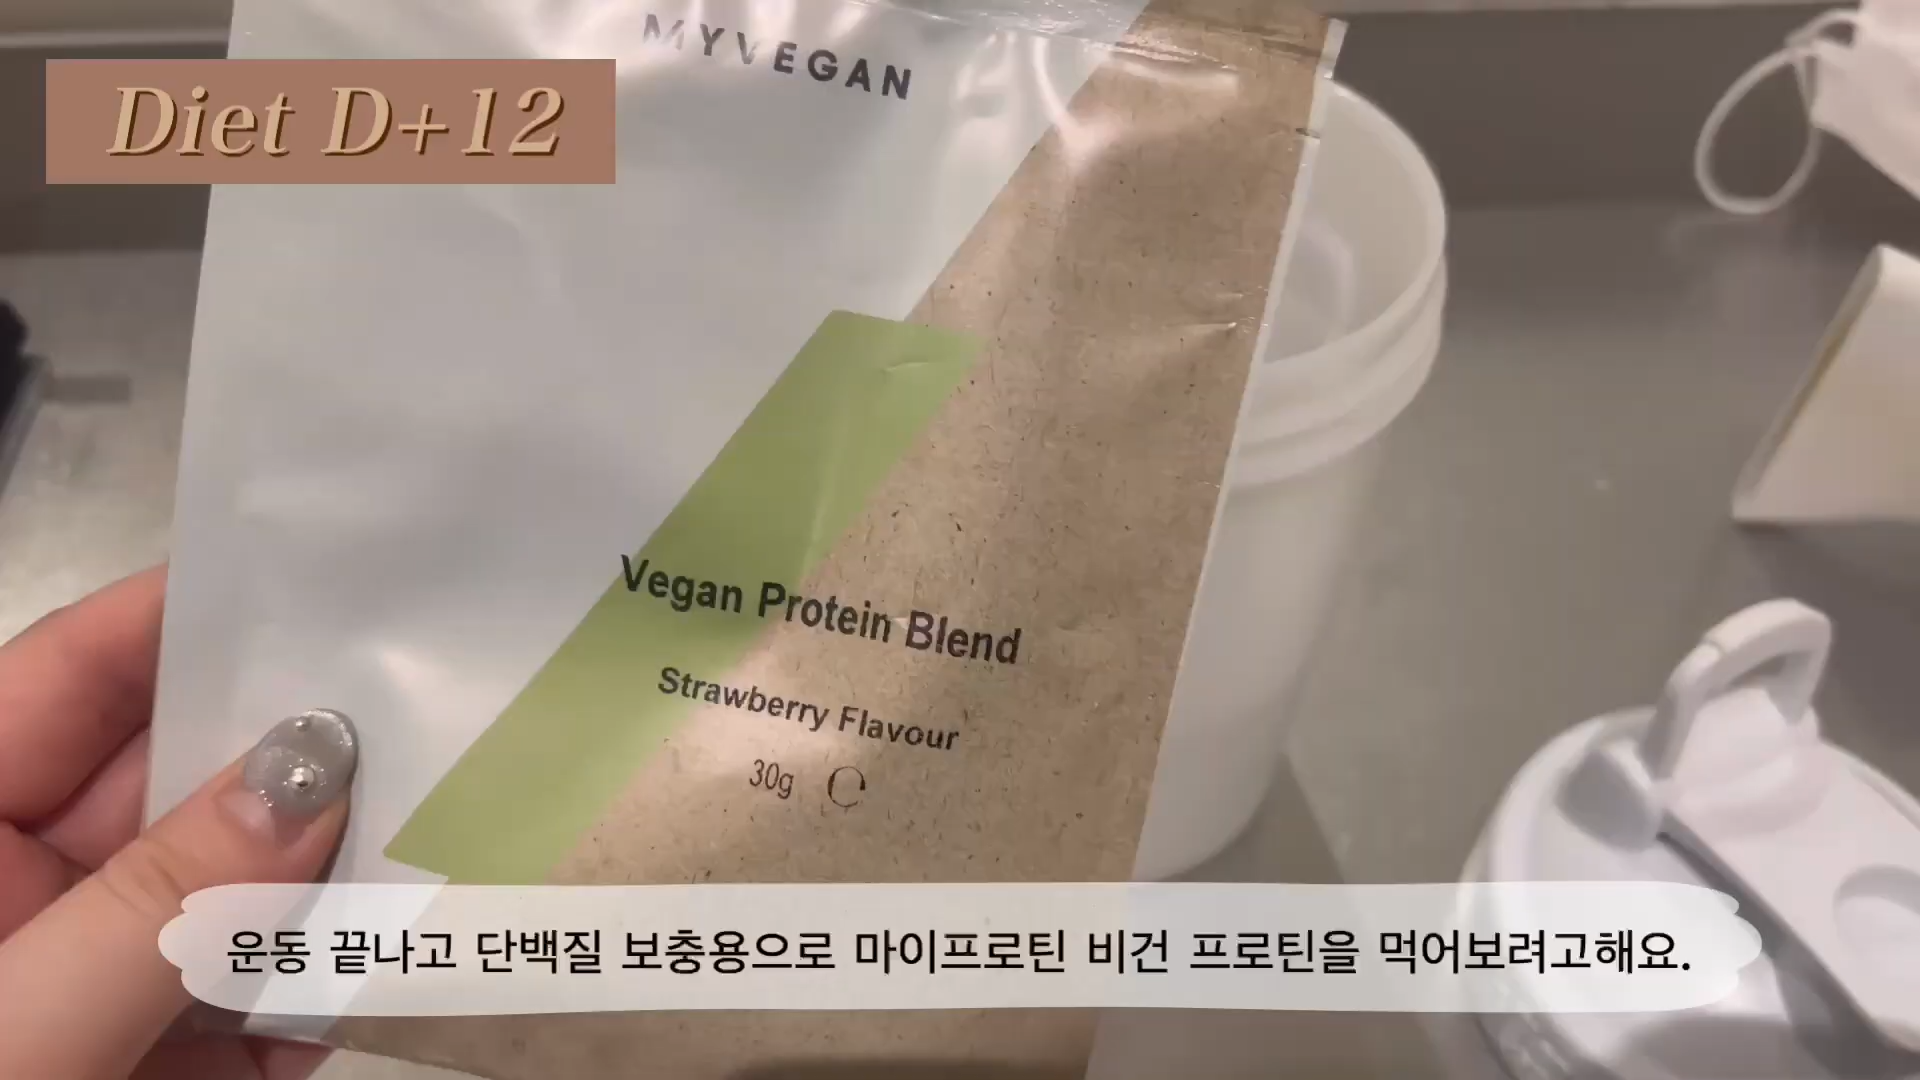 MYVEGAN
Diet D+12
Vegan Protein Blend
Strawberry Flavour
30g
운동 끝나고 단백질 보충용으로 마이프로틴 비건 프로틴을 먹어보려고해요.